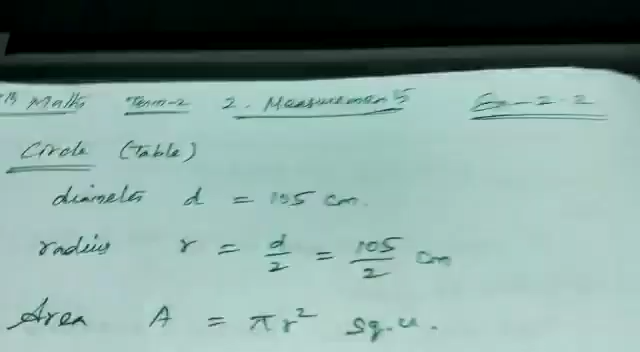 Maths Term-2 2. Measurements Ex-2.2
Circle (Table)
diameter d = 105 cm.
radius r = d/2 = 105/2 cm
Area A = πr² sq.u.